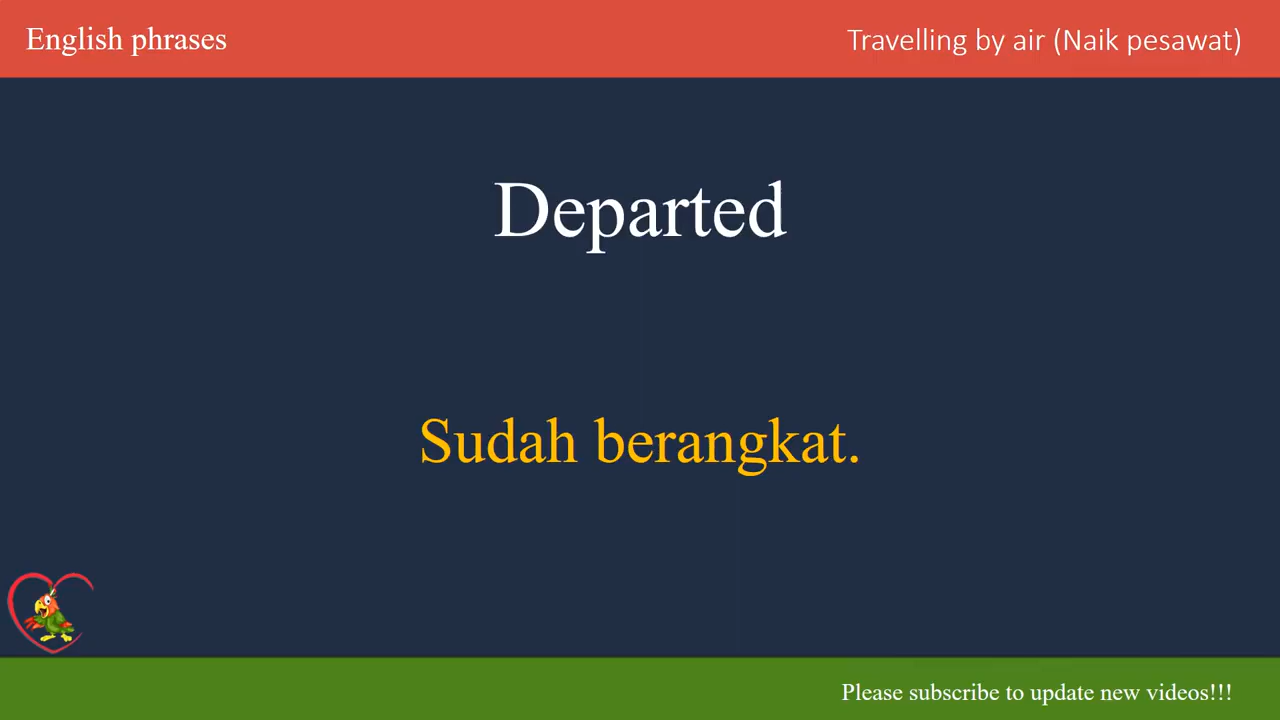 English phrases
Travelling by air (Naik pesawat)
Departed
Sudah berangkat.
Please subscribe to update new videos!!!